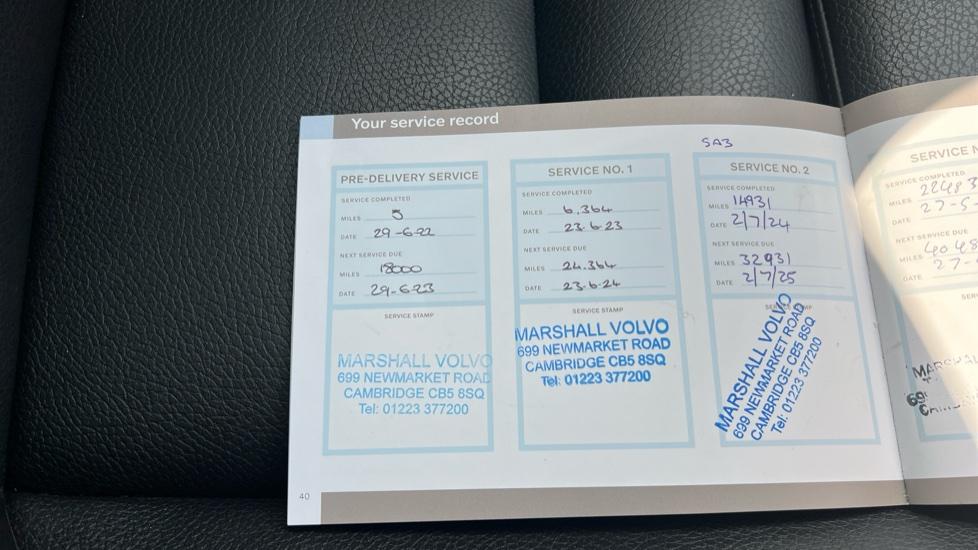 Your service record
PRE-DELIVERY SERVICE
SERVICE COMPLETED
MILES 5
DATE 29-6-22
NEXT SERVICE DUE
MILES 18000
DATE 29-6-23
SERVICE STAMP
MARSHALL VOLVO
699 NEWMARKET ROAD
CAMBRIDGE CB5 8SQ
Tel: 01223 377200
SERVICE NO. 1
SERVICE COMPLETED
MILES 6,364
DATE 23.6.23
NEXT SERVICE DUE
MILES 24.364
DATE 23.6.24
SERVICE STAMP
MARSHALL VOLVO
699 NEWMARKET ROAD
CAMBRIDGE CB5 8SQ
Tel: 01223 377200
SA3
SERVICE NO. 2
SERVICE COMPLETED
MILES 14931
DATE 2/7/24
NEXT SERVICE DUE
MILES 32931
DATE 2/7/25
MARSHALL VOLVO
699 NEWMARKET ROAD
CAMBRIDGE CB5 8SQ
Tel: 01223 377200
SERVICE
SERVICE COMPLETED
MILES 22483
DATE 27-5-
NEXT SERVICE DUE
MILES
DATE 27-
40